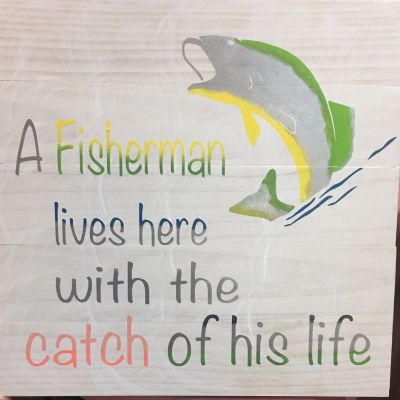 A Fisherman
lives here
with the
catch of his life